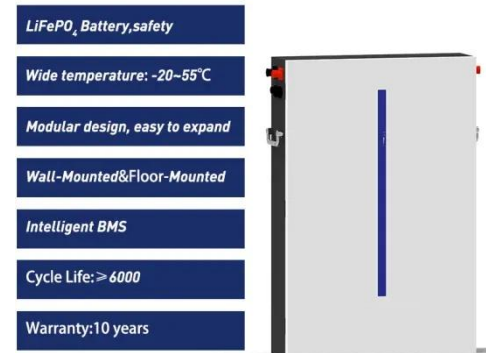 LiFePO₄ Battery,safety
Wide temperature: -20~55℃
Modular design, easy to expand
Wall-Mounted&Floor-Mounted
Intelligent BMS
Cycle Life:≥6000
Warranty:10 years